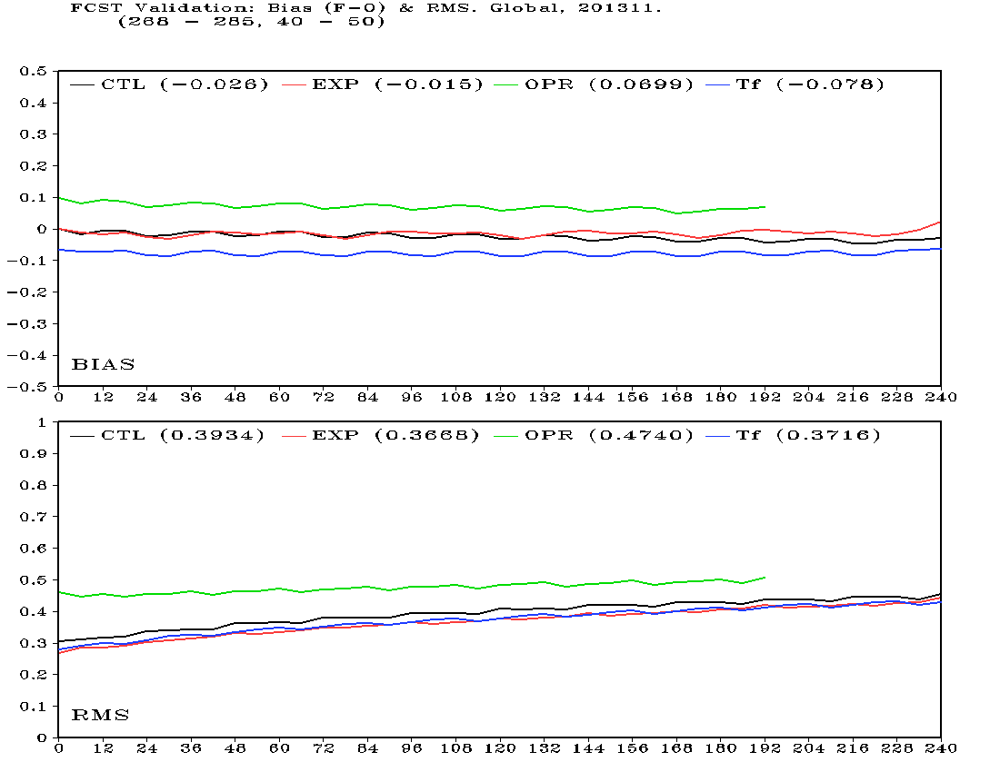 FCST Validation: Bias (F-O) & RMS. Global, 201311.
(268 - 285, 40 - 50)
0.5
CTL (-0.026) EXP (-0.015) OPR (0.0699) Tf (-0.078)
0.4
0.3
0.2
0.1
0
-0.1
-0.2
-0.3
-0.4
BIAS
-0.5
0 12 24 36 48 60 72 84 96 108 120 132 144 156 168 180 192 204 216 228 240
1
CTL (0.3934) EXP (0.3668) OPR (0.4740) Tf (0.3716)
0.9
0.8
0.7
0.6
0.5
0.4
0.3
0.2
0.1
RMS
0
0 12 24 36 48 60 72 84 96 108 120 132 144 156 168 180 192 204 216 228 240